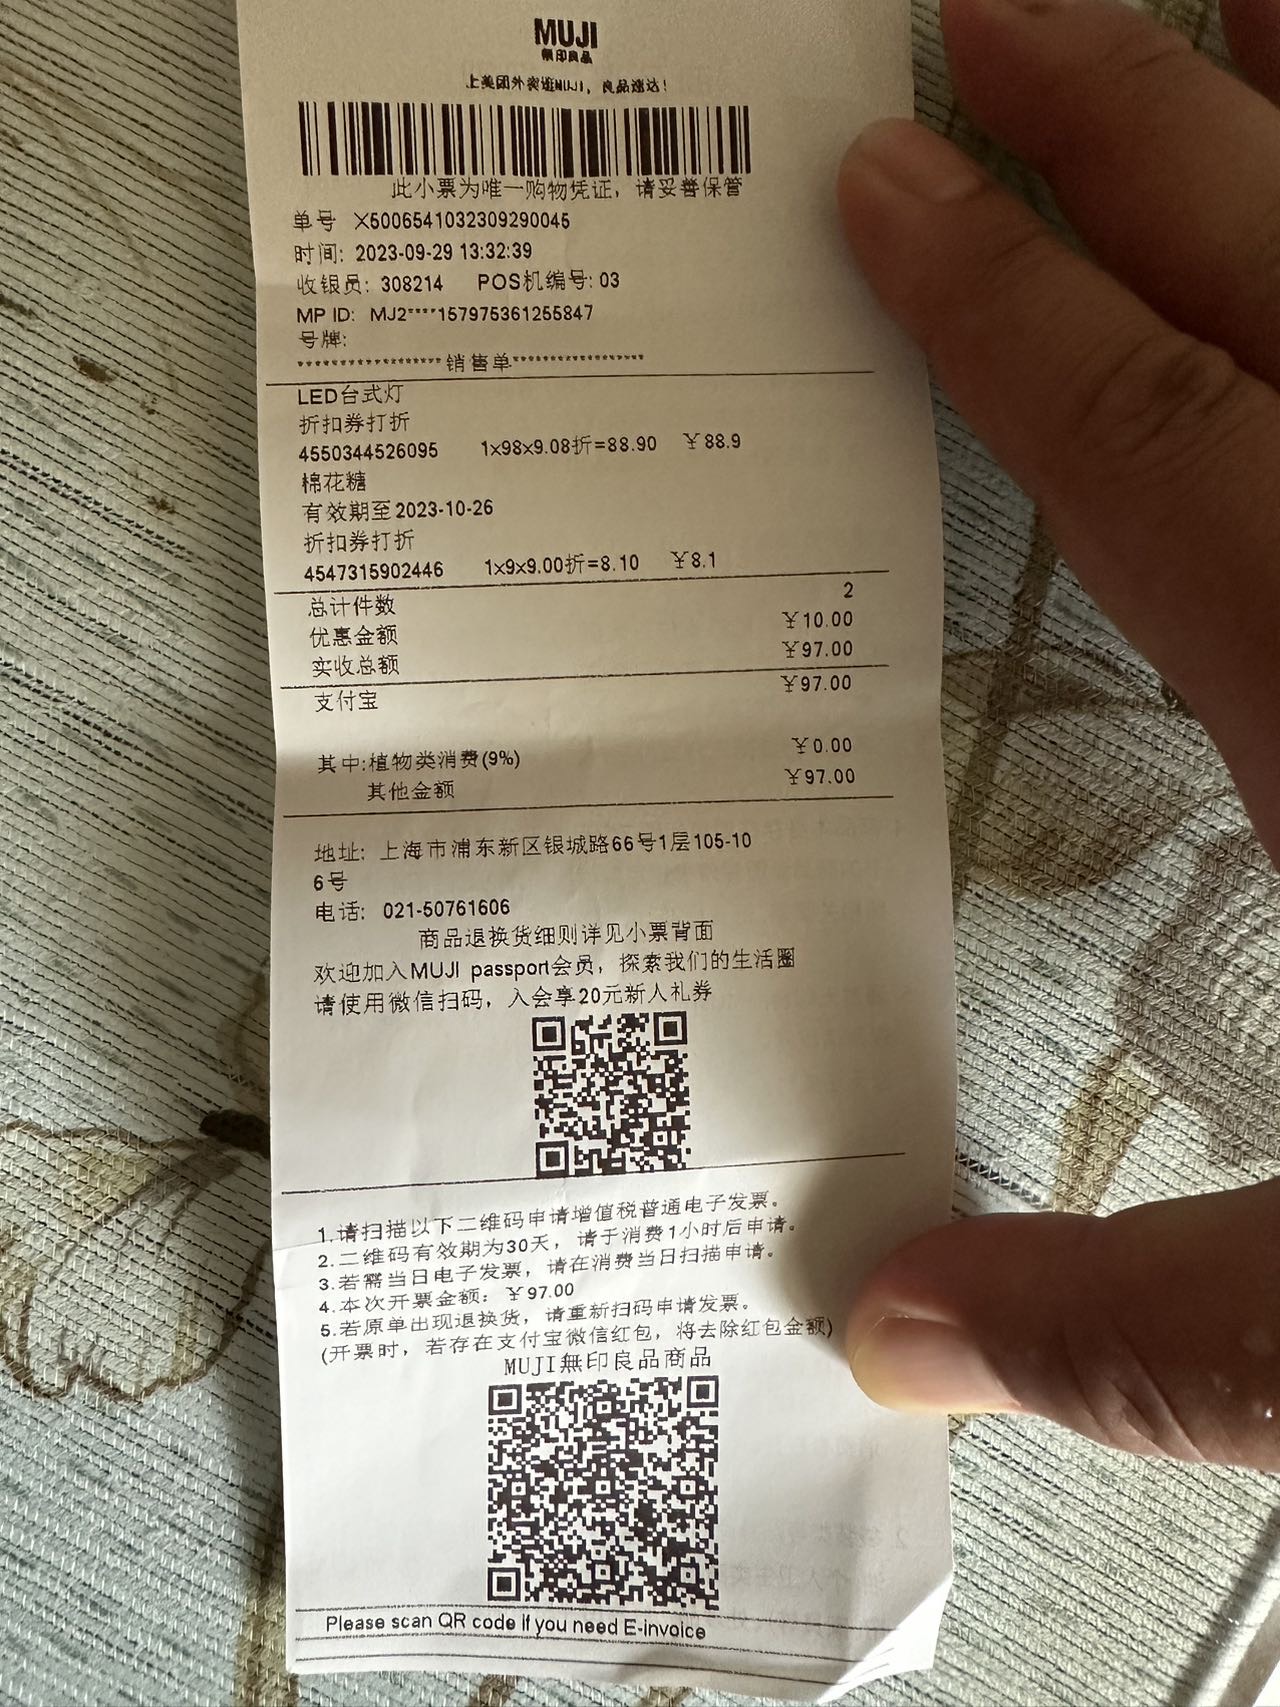 MUJI
無印良品
上美团外卖逛MUJI，良品速达！
此小票为唯一购物凭证，请妥善保管
单号 X5006541032309290045
时间：2023-09-29 13:32:39
收银员：308214 POS机编号: 03
MP ID: MJ2****157975361255847
号牌:
********************销售单********************
LED台式灯
折扣券打折
4550344526095 1x98x9.08折=88.90 ￥88.9
棉花糖
有效期至2023-10-26
折扣券打折
4547315902446 1x9x9.00折=8.10 ￥8.1
总计件数 2
优惠金额 ￥10.00
实收总额 ￥97.00
支付宝 ￥97.00
其中:植物类消费(9%) ￥0.00
其他金额 ￥97.00
地址: 上海市浦东新区银城路66号1层105-10
6号
电话: 021-50761606
商品退换货细则详见小票背面
欢迎加入MUJI passport会员，探索我们的生活圈
请使用微信扫码，入会享20元新人礼券
1.请扫描以下二维码申请增值税普通电子发票。
2.二维码有效期为30天，请于消费1小时后申请。
3.若需当日电子发票，请在消费当日扫描申请。
4.本次开票金额：￥97.00
5.若原单出现退换货，请重新扫码申请发票。
(开票时，若存在支付宝微信红包，将去除红包金额)
MUJI無印良品商品
Please scan QR code if you need E-invoice